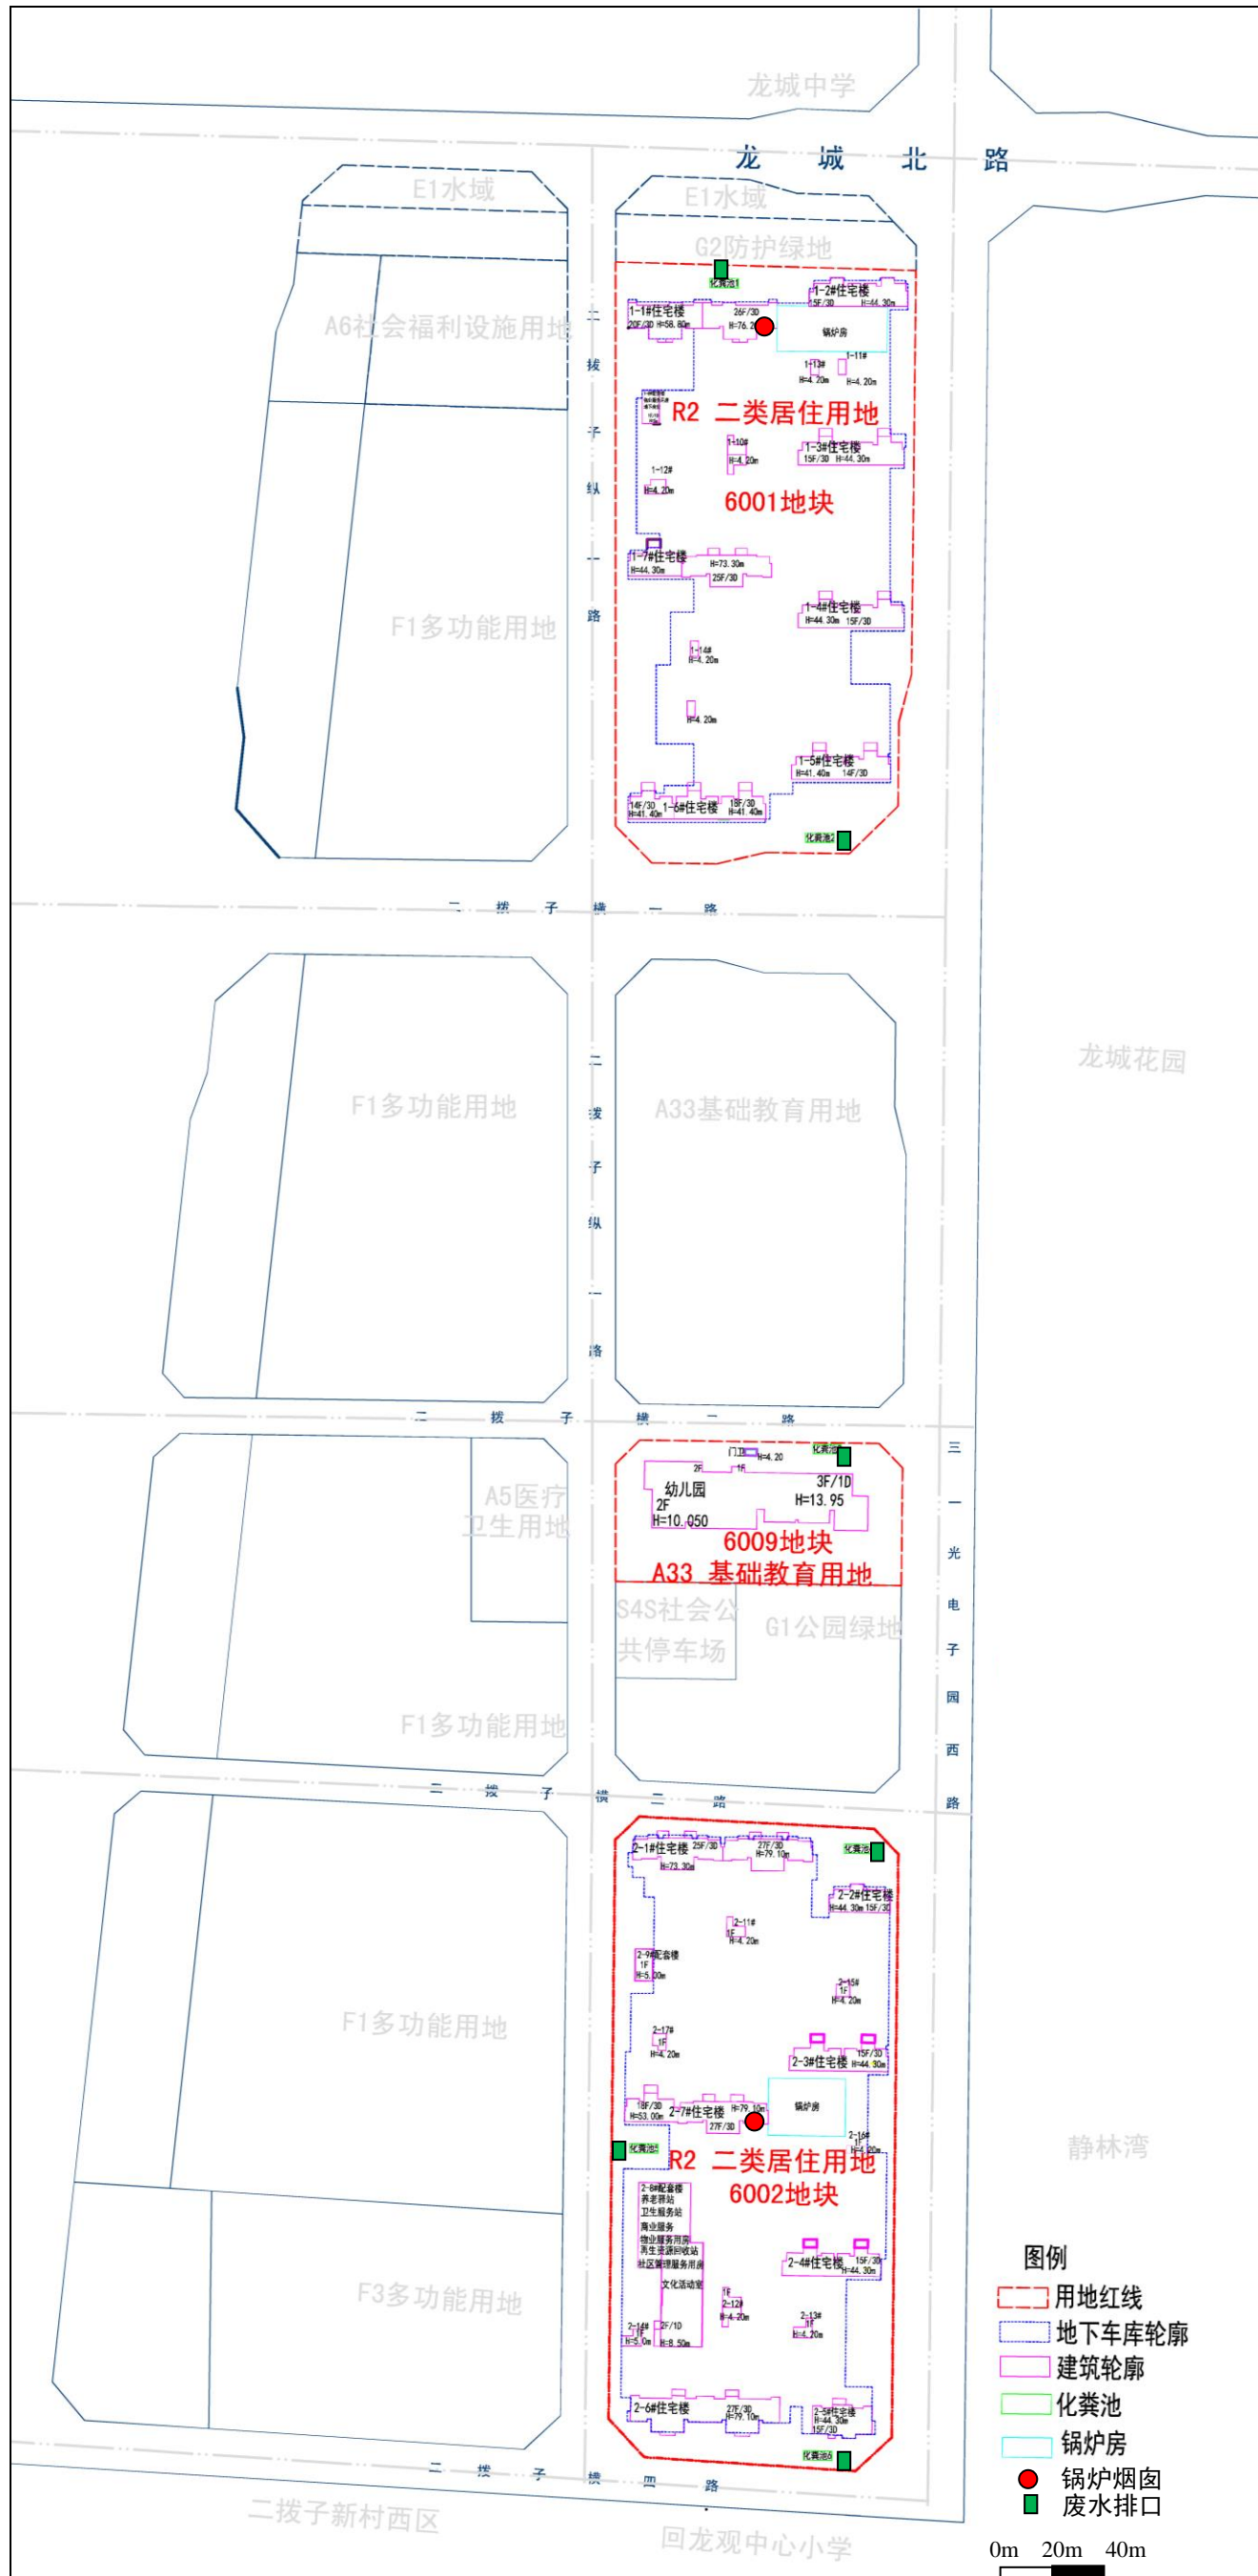 龙城中学
龙城北路
E1水域
E1水域
G2防护绿地
化粪池1
1-2#住宅楼
15F/3D H=44.30m
1-1#住宅楼
20F/3D H=58.80m
26F/3D
锅炉房
A6社会福利设施用地
1-13#
H=4.20m
1-11#
H=4.20m
R2 二类居住用地
1-10#
H=4.20m
1-3#住宅楼
15F/3D H=44.30m
1-12#
H=4.20m
6001地块
1-7#住宅楼
H=44.30m
H=73.30m
25F/3D
1-4#住宅楼
H=44.30m 15F/3D
F1多功能用地
1-14#
H=4.20m
H=4.20m
1-5#住宅楼
H=41.40m 14F/3D
14F/3D
H=41.40m
1-6#住宅楼
18F/3D
H=41.40m
化粪池2
二拨子横一路
龙城花园
F1多功能用地
A33基础教育用地
二拨子纵一路
二拨子横二路
门卫
H=4.20
2F
1F
幼儿园
2F
H=10.050
3F/1D
H=13.95
6009地块
A33 基础教育用地
A5医疗
卫生用地
S4S社会公
共停车场
G1公园绿地
F1多功能用地
三一光电子园西路
二拨子横三路
2-1#住宅楼
25F/3D
H=73.30m
27F/3D
H=79.10m
化粪池
2-2#住宅楼
H=44.30m 15F/3D
2-11#
1F
H=4.20m
2-9#配套楼
1F
H=5.00m
2-15#
1F
H=4.20m
F1多功能用地
2-17#
1F
H=4.20m
2-3#住宅楼
15F/3D
H=44.30m
18F/3D
H=53.00m
2-7#住宅楼
H=79.10m
27F/3D
锅炉房
2-16#
1F
H=4.20m
静林湾
化粪池5
R2 二类居住用地
6002地块
2-8#配套楼
养老驿站
卫生服务站
商业服务
物业服务用房
再生资源回收站
社区管理服务用房
文化活动室
2-4#住宅楼
15F/3D
H=44.30m
F3多功能用地
1F
2-12#
H=4.20m
2-13#
1F
H=4.20m
2-14#
1F
H=5.0m
2F/1D
H=8.50m
2-6#住宅楼
27F/3D
H=79.10m
2-5#住宅楼
H=44.30m
15F/3D
化粪池6
二拨子横四路
二拨子新村西区
回龙观中心小学
图例
用地红线
地下车库轮廓
建筑轮廓
化粪池
锅炉房
锅炉烟囱
废水排口
0m 20m 40m